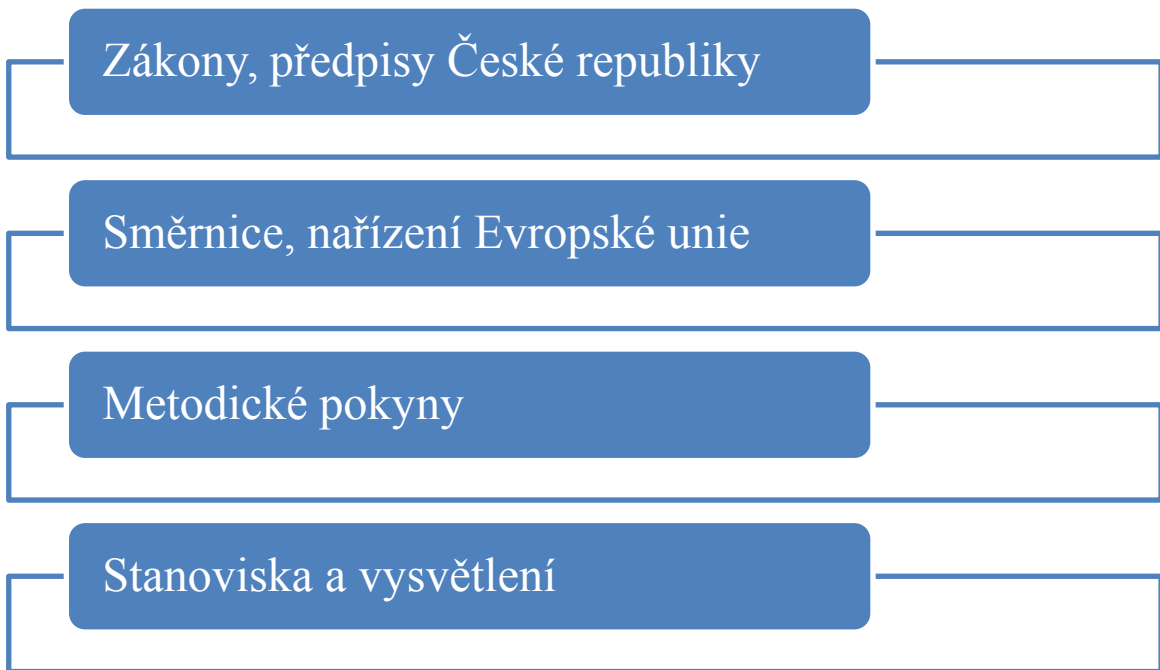 Zákony, předpisy České republiky
Směrnice, nařízení Evropské unie
Metodické pokyny
Stanoviska a vysvětlení